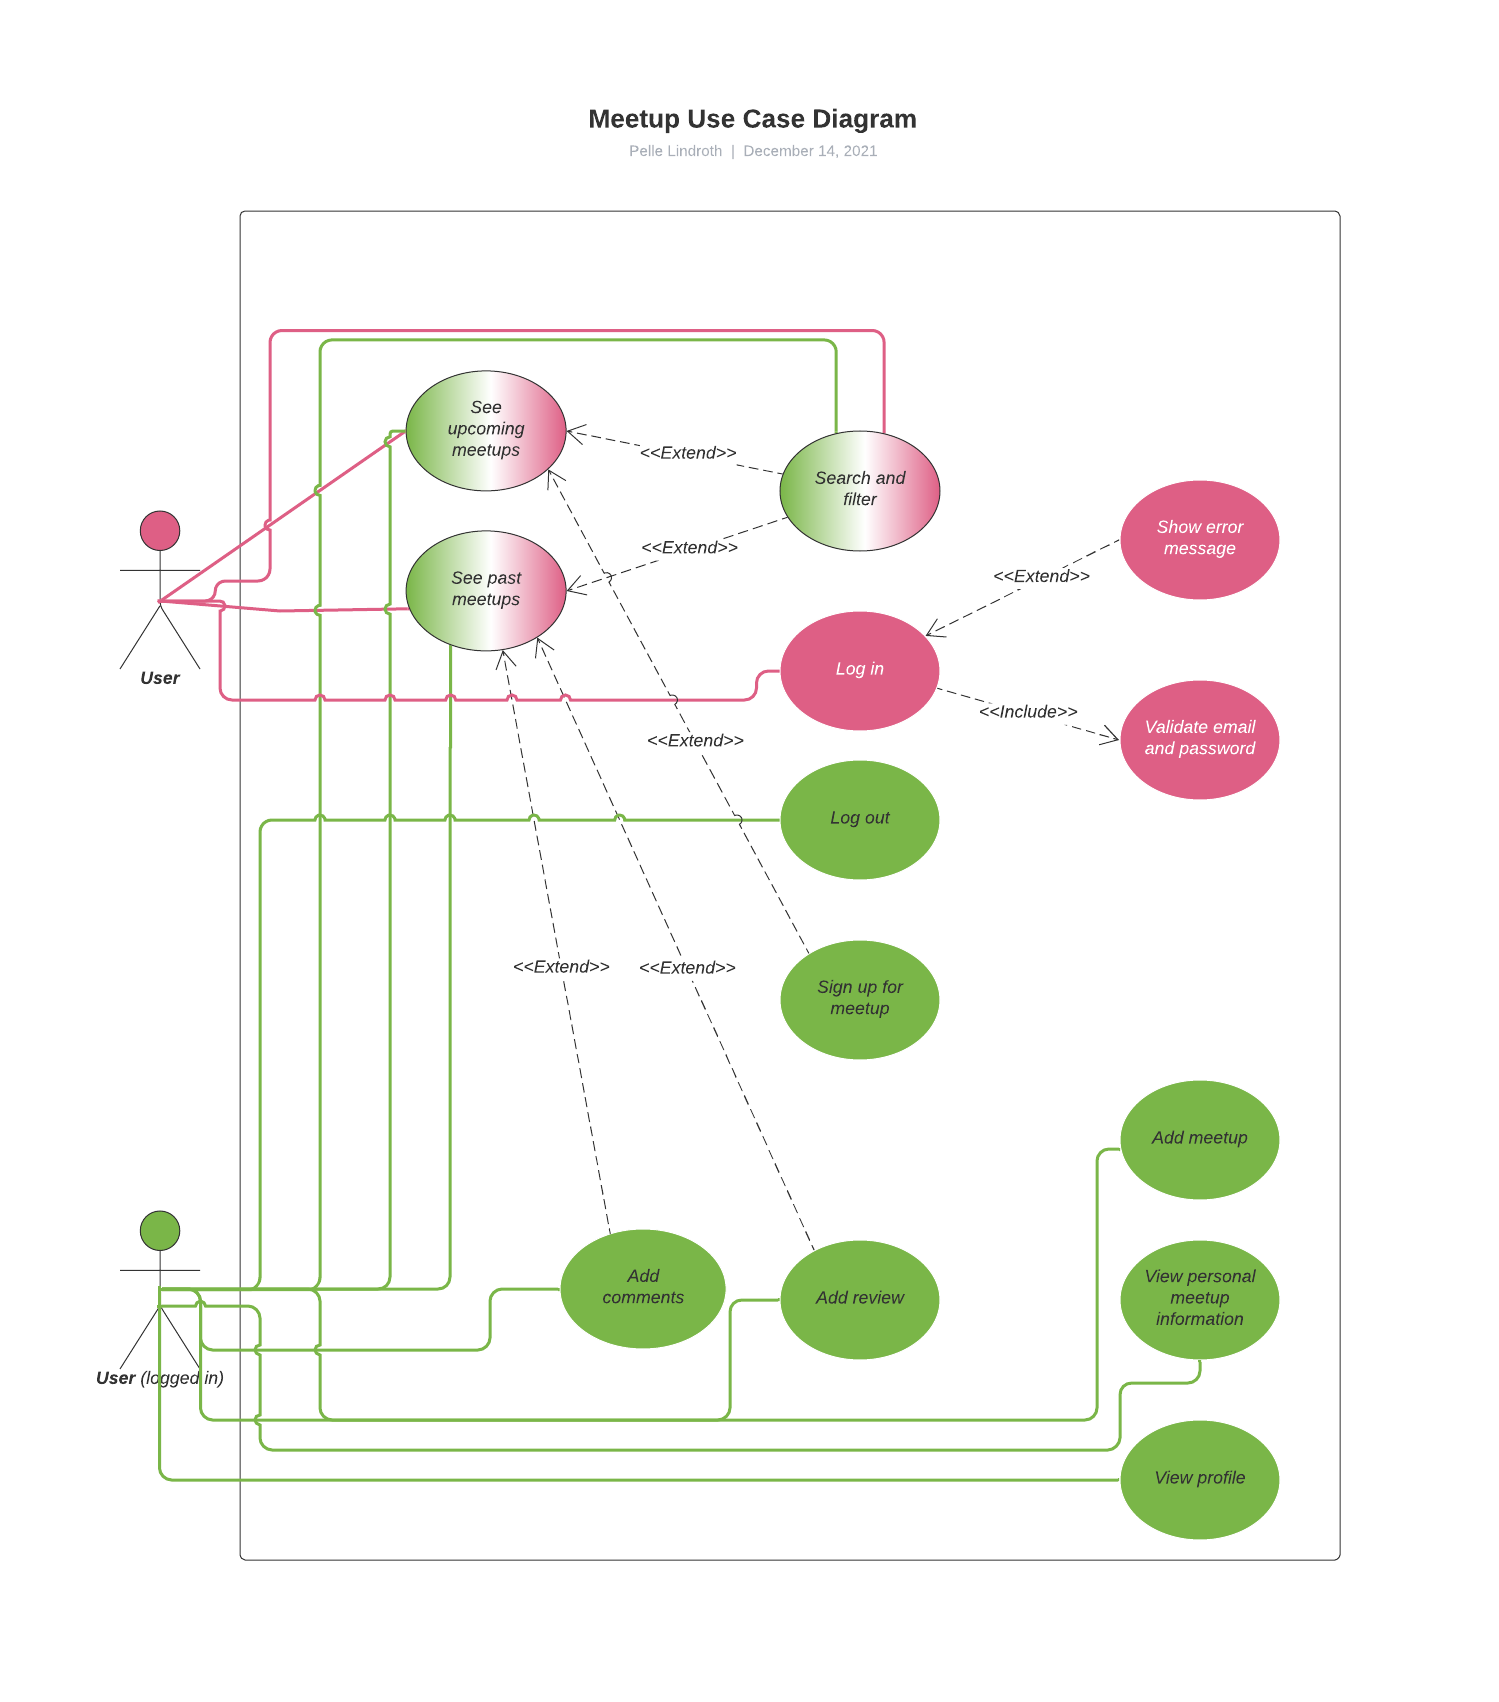 Meetup Use Case Diagram
Pelle Lindroth | December 14, 2021
See
upcoming
meetups
<<Extend>>
Search and
filter
See past
meetups
<<Extend>>
Show error
message
<<Extend>>
Log in
User
<<Include>>
Validate email
and password
<<Extend>>
Log out
<<Extend>>
<<Extend>>
Sign up for
meetup
Add meetup
Add
comments
Add review
View personal
meetup
information
User (logged in)
View profile